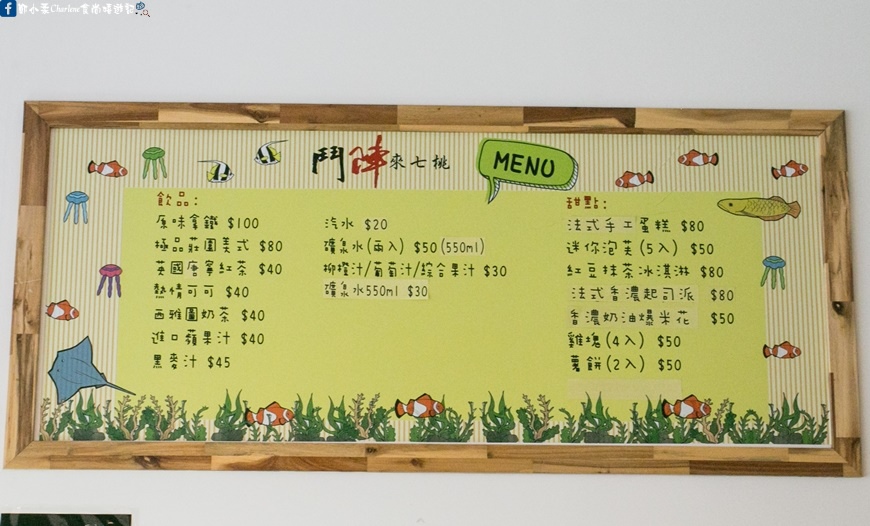 鄭小柔Charlene食尚樂遊記
鬥陣來七桃 MENU
飲品：
原味拿鐵 $100
極品莊園美式 $80
英國唐寧紅茶 $40
熱情可可 $40
西雅圖奶茶 $40
進口蘋果汁 $40
黑麥汁 $45
汽水 $20
礦泉水(兩入) $50(550ml)
柳橙汁/葡萄汁/綜合果汁 $30
礦泉水550ml $30
甜點：
法式手工蛋糕 $80
迷你泡芙(5入) $50
紅豆抹茶冰淇淋 $80
法式香濃起司派 $80
香濃奶油爆米花 $50
雞塊(4入) $50
薯餅(2入) $50